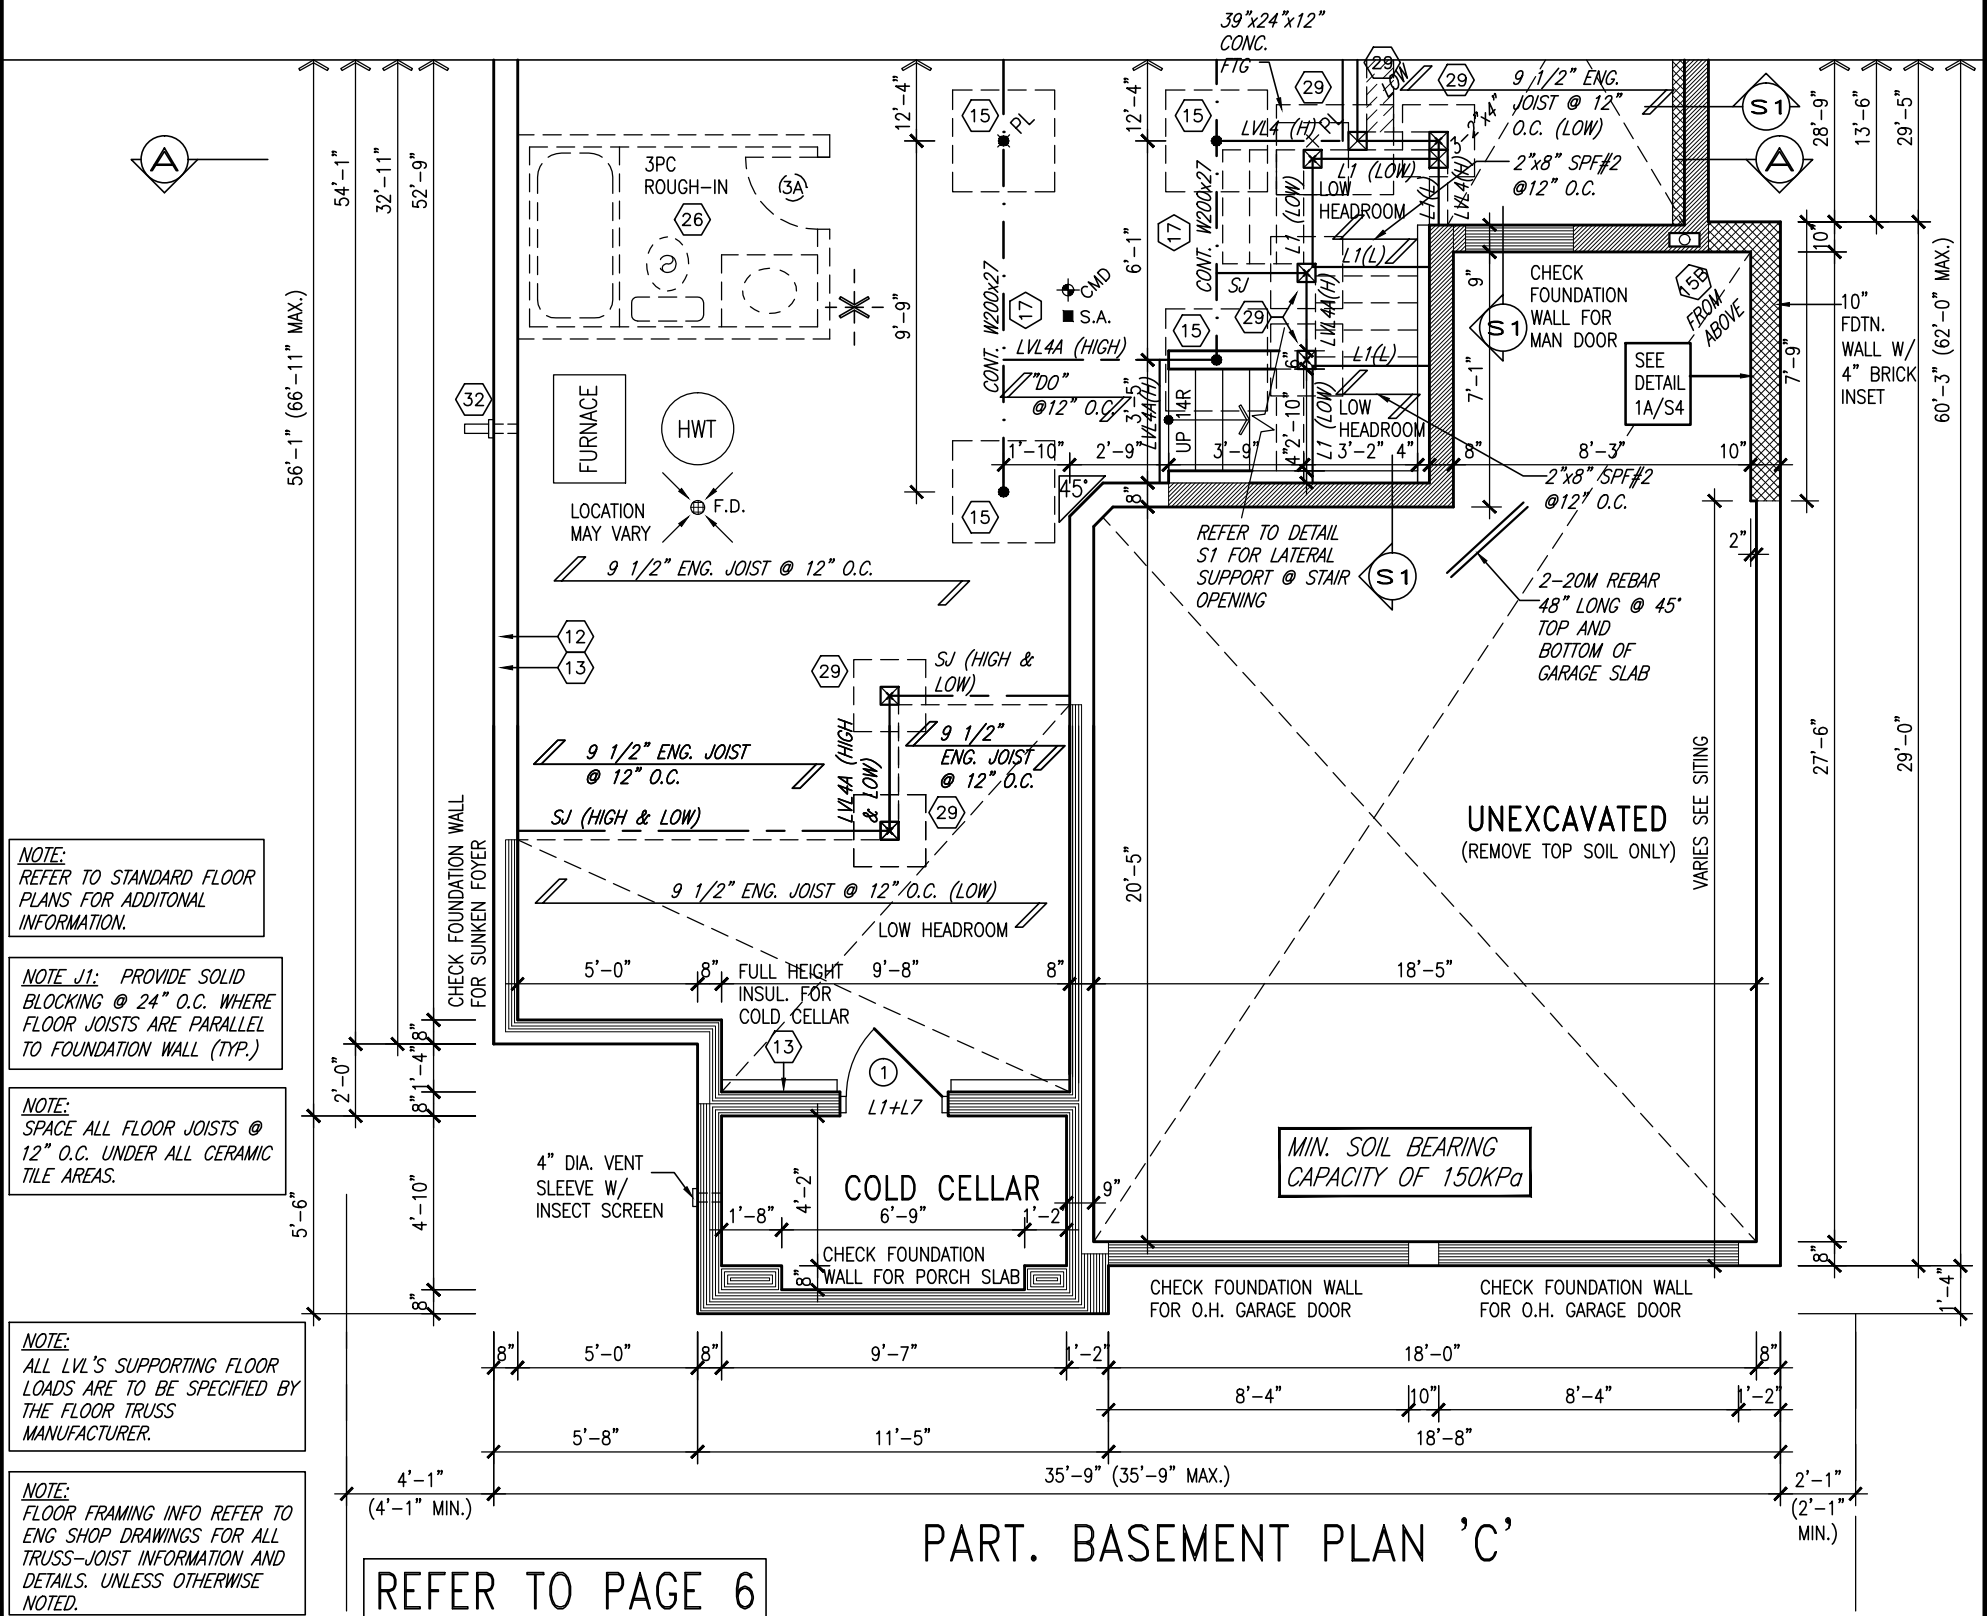 39"x24"x12"
CONC.
FTG
29
29
29
LOW
9 1/2" ENG.
JOIST @ 12"
O.C. (LOW)
S1
A
A
54'-1"
32'-11"
52'-9"
12'-4"
12'-4"
28'-9"
13'-6"
29'-5"
15
PL
15
LVL4 (H)
PL
3-2"x4"
3PC
ROUGH-IN
3A
26
L1 (LOW)
LOW
HEADROOM
2"x8" SPF#2
@12" O.C.
L1 (LOW)
L1(L)
LVL4(H)
CONT. W200x27
CONT. W200x27
17
17
6'-1"
9'-9"
CMD
S.A.
SJ
L1(L)
LVL4A(H)
29
15
LVL4A (HIGH)
"DO"
@12" O.C.
L1(L)
6"
9"
10"
S1
CHECK
FOUNDATION
WALL FOR
MAN DOOR
15B
FROM
ABOVE
10"
FDTN.
WALL W/
4" BRICK
INSET
SEE
DETAIL
1A/S4
7'-1"
7'-9"
60'-3" (62'-0" MAX.)
56'-1" (66'-11" MAX.)
32
FURNACE
HWT
F.D.
LOCATION
MAY VARY
3'-5"
LVL4A(H)
UP 14R
2'-10"
4"
L1 (LOW)
LOW
HEADROOM
1'-10"
2'-9"
3'-9"
3'-2"
4"
8"
8'-3"
10"
45°
8"
15
2"x8" SPF#2
@12" O.C.
2"
REFER TO DETAIL
S1 FOR LATERAL
SUPPORT @ STAIR
OPENING
S1
2-20M REBAR
48" LONG @ 45°
TOP AND
BOTTOM OF
GARAGE SLAB
9 1/2" ENG. JOIST @ 12" O.C.
12
13
29
SJ (HIGH &
LOW)
9 1/2" ENG. JOIST
@ 12" O.C.
LVL4A (HIGH
& LOW)
9 1/2"
ENG. JOIST
@ 12" O.C.
29
SJ (HIGH & LOW)
9 1/2" ENG. JOIST @ 12" O.C. (LOW)
LOW HEADROOM
CHECK FOUNDATION WALL
FOR SUNKEN FOYER
20'-5"
UNEXCAVATED
(REMOVE TOP SOIL ONLY)
VARIES SEE SITING
27'-6"
29'-0"
NOTE:
REFER TO STANDARD FLOOR
PLANS FOR ADDITONAL
INFORMATION.
NOTE J1: PROVIDE SOLID
BLOCKING @ 24" O.C. WHERE
FLOOR JOISTS ARE PARALLEL
TO FOUNDATION WALL (TYP.)
NOTE:
SPACE ALL FLOOR JOISTS @
12" O.C. UNDER ALL CERAMIC
TILE AREAS.
5'-0"
8"
FULL HEIGHT
INSUL. FOR
COLD CELLAR
9'-8"
8"
18'-5"
13
1
L1+L7
8"
1'-4"
8"
2'-0"
5'-6"
4'-10"
8"
4" DIA. VENT
SLEEVE W/
INSECT SCREEN
COLD CELLAR
4'-2"
1'-8"
6'-9"
1'-2"
9"
8"
CHECK FOUNDATION
WALL FOR PORCH SLAB
MIN. SOIL BEARING
CAPACITY OF 150KPa
CHECK FOUNDATION WALL
FOR O.H. GARAGE DOOR
CHECK FOUNDATION WALL
FOR O.H. GARAGE DOOR
8"
1'-4"
8"
5'-0"
8"
9'-7"
1'-2"
18'-0"
8"
8'-4"
10"
8'-4"
1'-2"
5'-8"
11'-5"
18'-8"
4'-1"
(4'-1" MIN.)
35'-9" (35'-9" MAX.)
2'-1"
(2'-1"
MIN.)
NOTE:
ALL LVL'S SUPPORTING FLOOR
LOADS ARE TO BE SPECIFIED BY
THE FLOOR TRUSS
MANUFACTURER.
NOTE:
FLOOR FRAMING INFO REFER TO
ENG SHOP DRAWINGS FOR ALL
TRUSS-JOIST INFORMATION AND
DETAILS. UNLESS OTHERWISE
NOTED.
PART. BASEMENT PLAN 'C'
REFER TO PAGE 6